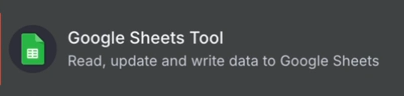 Google Sheets Tool
Read, update and write data to Google Sheets